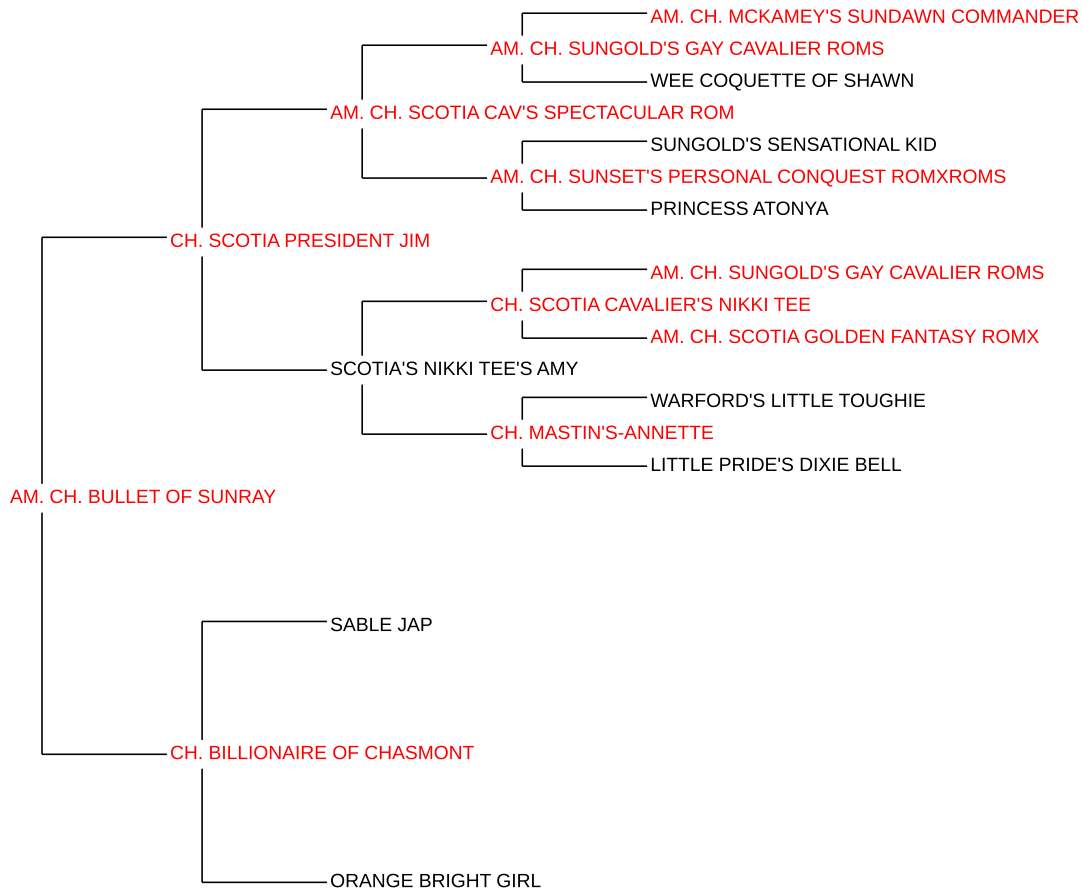 AM. CH. MCKAMEY'S SUNDAWN COMMANDER
AM. CH. SUNGOLD'S GAY CAVALIER ROMS
WEE COQUETTE OF SHAWN
AM. CH. SCOTIA CAV'S SPECTACULAR ROM
SUNGOLD'S SENSATIONAL KID
AM. CH. SUNSET'S PERSONAL CONQUEST ROMXROMS
PRINCESS ATONYA
CH. SCOTIA PRESIDENT JIM
AM. CH. SUNGOLD'S GAY CAVALIER ROMS
CH. SCOTIA CAVALIER'S NIKKI TEE
AM. CH. SCOTIA GOLDEN FANTASY ROMX
SCOTIA'S NIKKI TEE'S AMY
WARFORD'S LITTLE TOUGHIE
CH. MASTIN'S-ANNETTE
LITTLE PRIDE'S DIXIE BELL
AM. CH. BULLET OF SUNRAY
SABLE JAP
CH. BILLIONAIRE OF CHASMONT
ORANGE BRIGHT GIRL